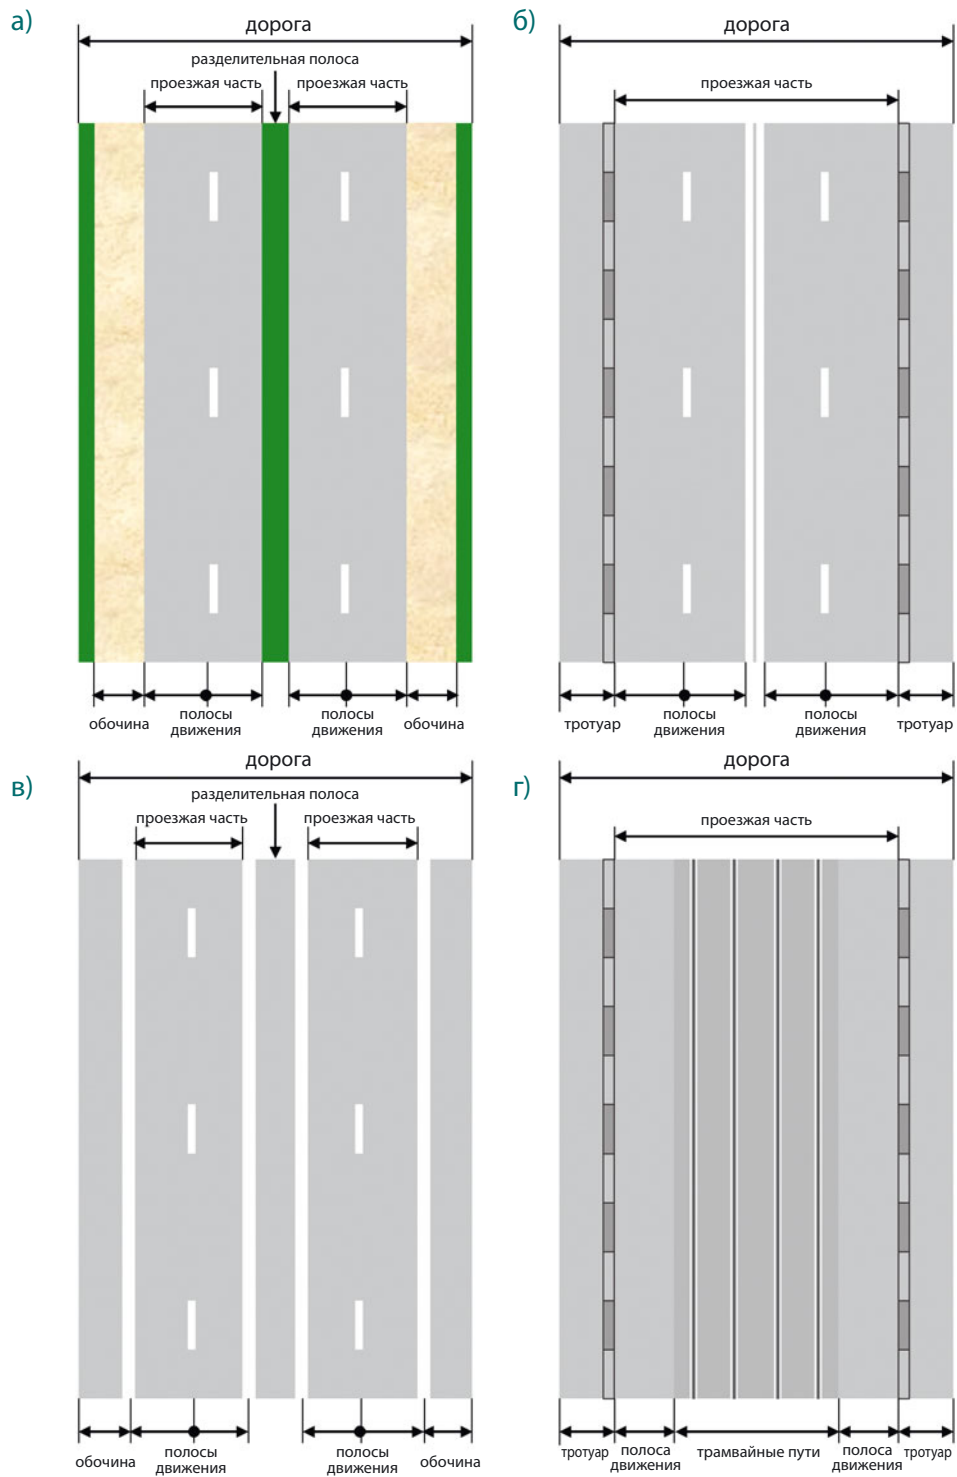 а)
дорога
разделительная полоса
проезжая часть
проезжая часть
обочина
полосы
движения
полосы
движения
обочина
б)
дорога
проезжая часть
тротуар
полосы
движения
полосы
движения
тротуар
в)
дорога
разделительная полоса
проезжая часть
проезжая часть
обочина
полосы
движения
полосы
движения
обочина
г)
дорога
проезжая часть
тротуар
полоса
движения
трамвайные пути
полоса
движения
тротуар